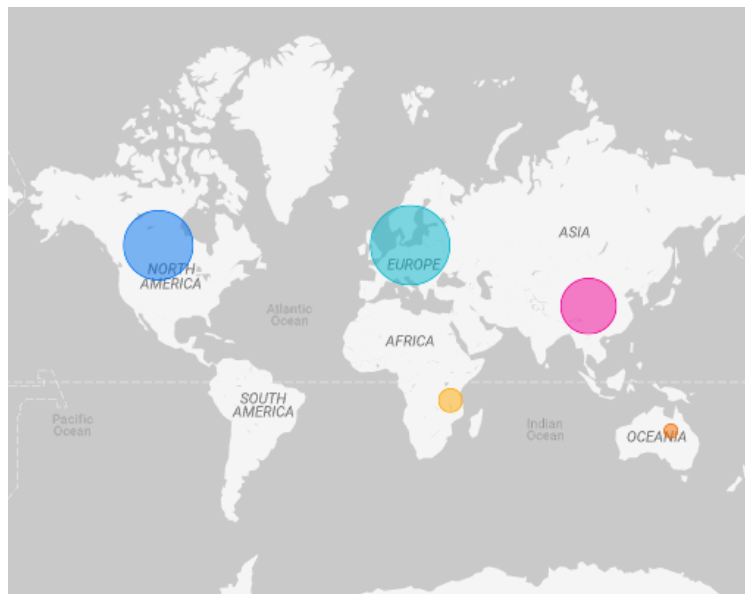 ASIA
NORTH
AMERICA
EUROPE
Atlantic
Ocean
AFRICA
SOUTH
AMERICA
Pacific
Ocean
Indian
Ocean
OCEANIA